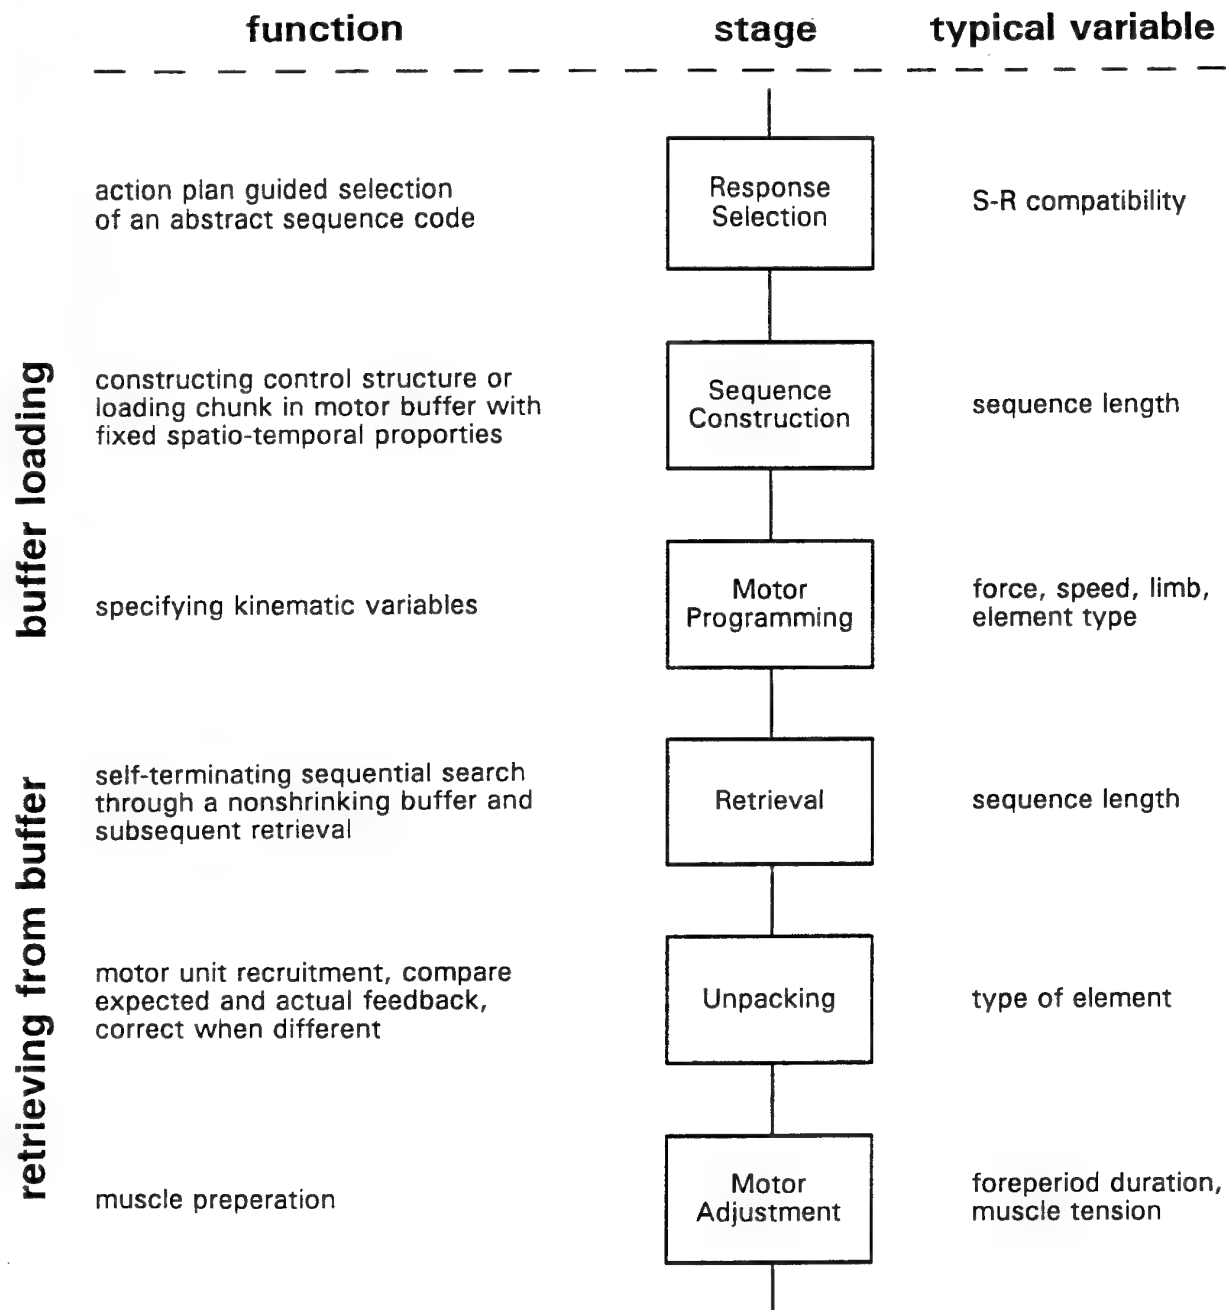 function stage typical variable
action plan guided selection
of an abstract sequence code
Response
Selection
S-R compatibility
buffer loading
constructing control structure or
loading chunk in motor buffer with
fixed spatio-temporal proporties
Sequence
Construction
sequence length
specifying kinematic variables
Motor
Programming
force, speed, limb,
element type
retrieving from buffer
self-terminating sequential search
through a nonshrinking buffer and
subsequent retrieval
Retrieval
sequence length
motor unit recruitment, compare
expected and actual feedback,
correct when different
Unpacking
type of element
muscle preperation
Motor
Adjustment
foreperiod duration,
muscle tension